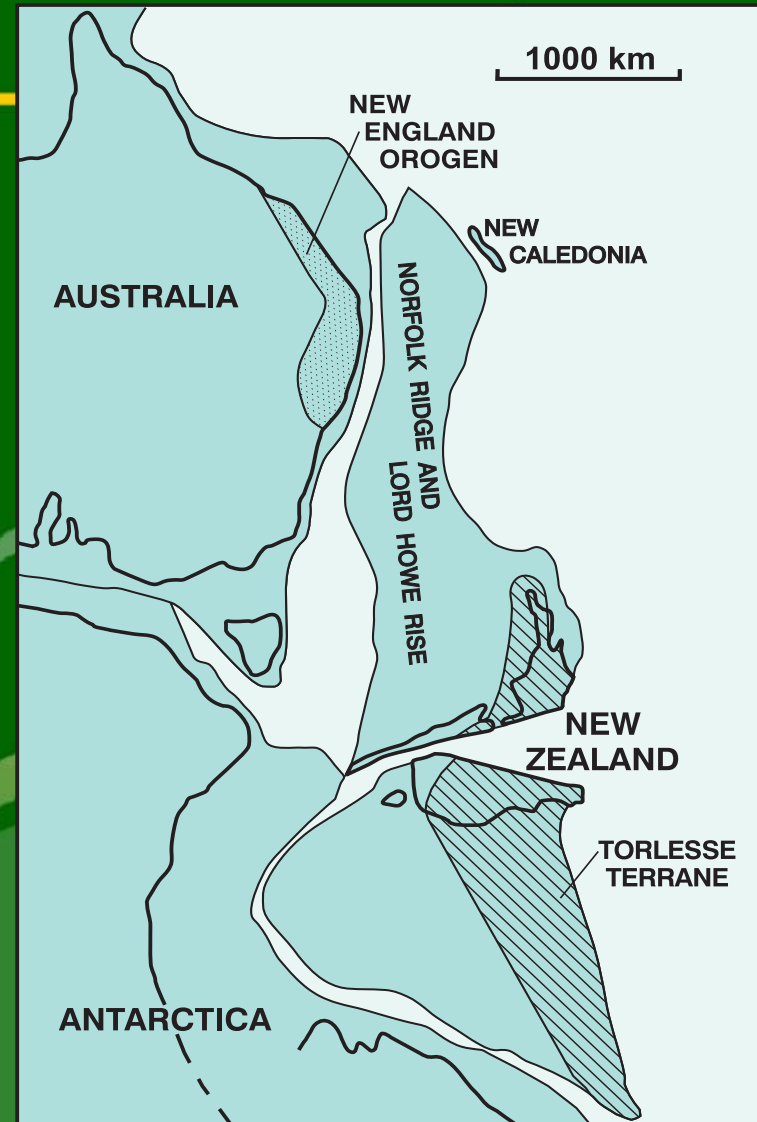 1000 km
NEW
ENGLAND
OROGEN
NEW
CALEDONIA
AUSTRALIA
NORFOLK RIDGE AND
LORD HOWE RISE
NEW
ZEALAND
TORLESSE
TERRANE
ANTARCTICA